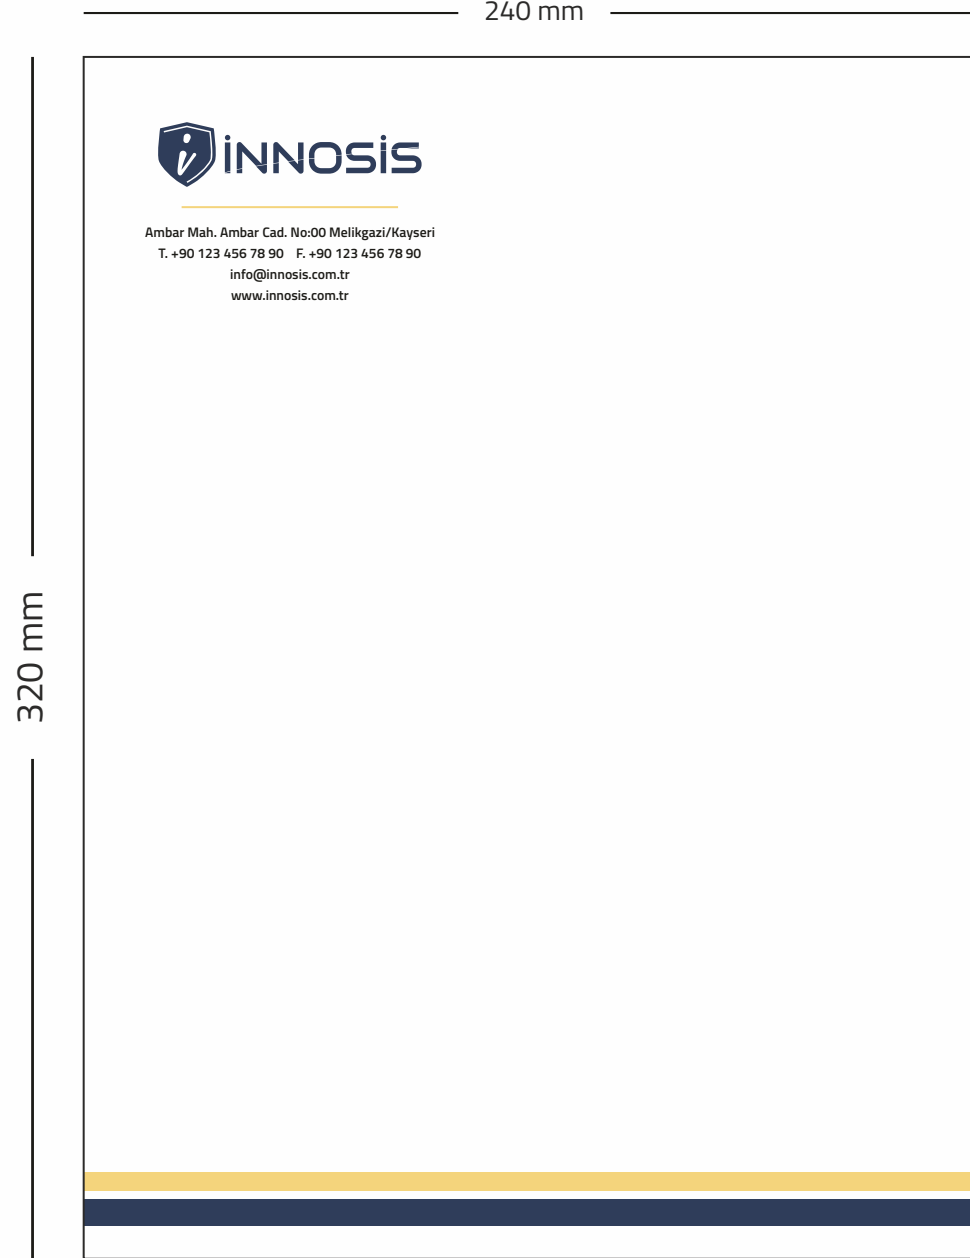 240 mm
iNNOSiS
Ambar Mah. Ambar Cad. No:00 Melikgazi/Kayseri
T. +90 123 456 78 90 F. +90 123 456 78 90
info@innosis.com.tr
www.innosis.com.tr
320 mm